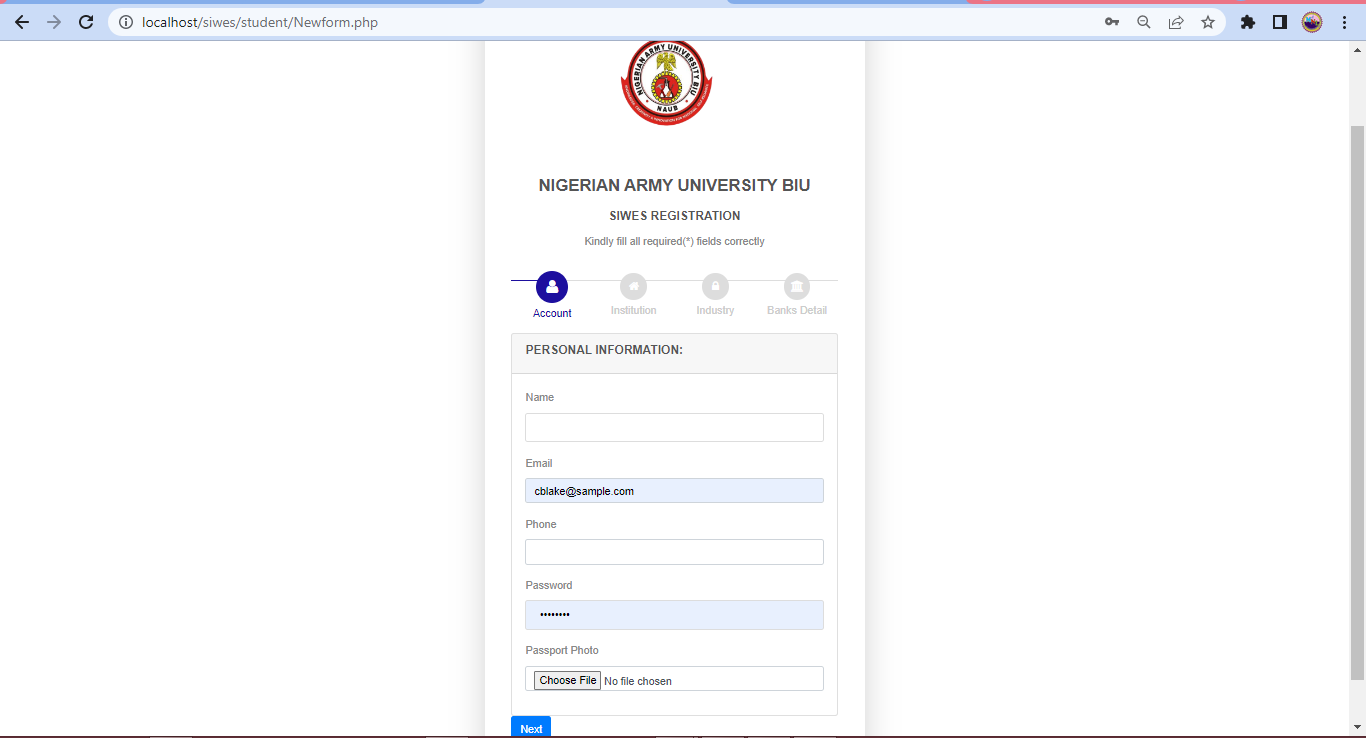 localhost/siwes/student/Newform.php
NIGERIAN ARMY UNIVERSITY BIU
NAUB
NIGERIAN ARMY UNIVERSITY BIU
SIWES REGISTRATION
Kindly fill all required(*) fields correctly
Account
Institution
Industry
Banks Detail
PERSONAL INFORMATION:
Name
Email
cblake@sample.com
Phone
Password
••••••••
Passport Photo
Choose File No file chosen
Next